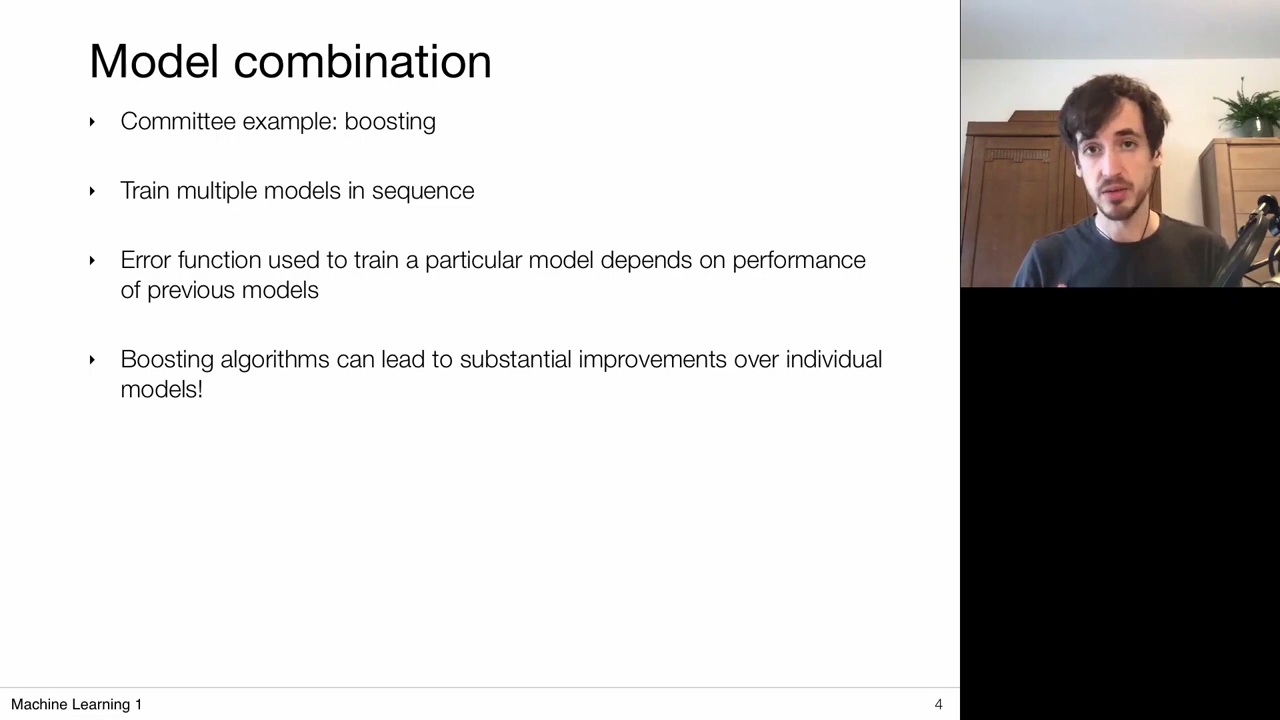 Model combination
Committee example: boosting
Train multiple models in sequence
Error function used to train a particular model depends on performance
of previous models
Boosting algorithms can lead to substantial improvements over individual
models!
Machine Learning 1
4